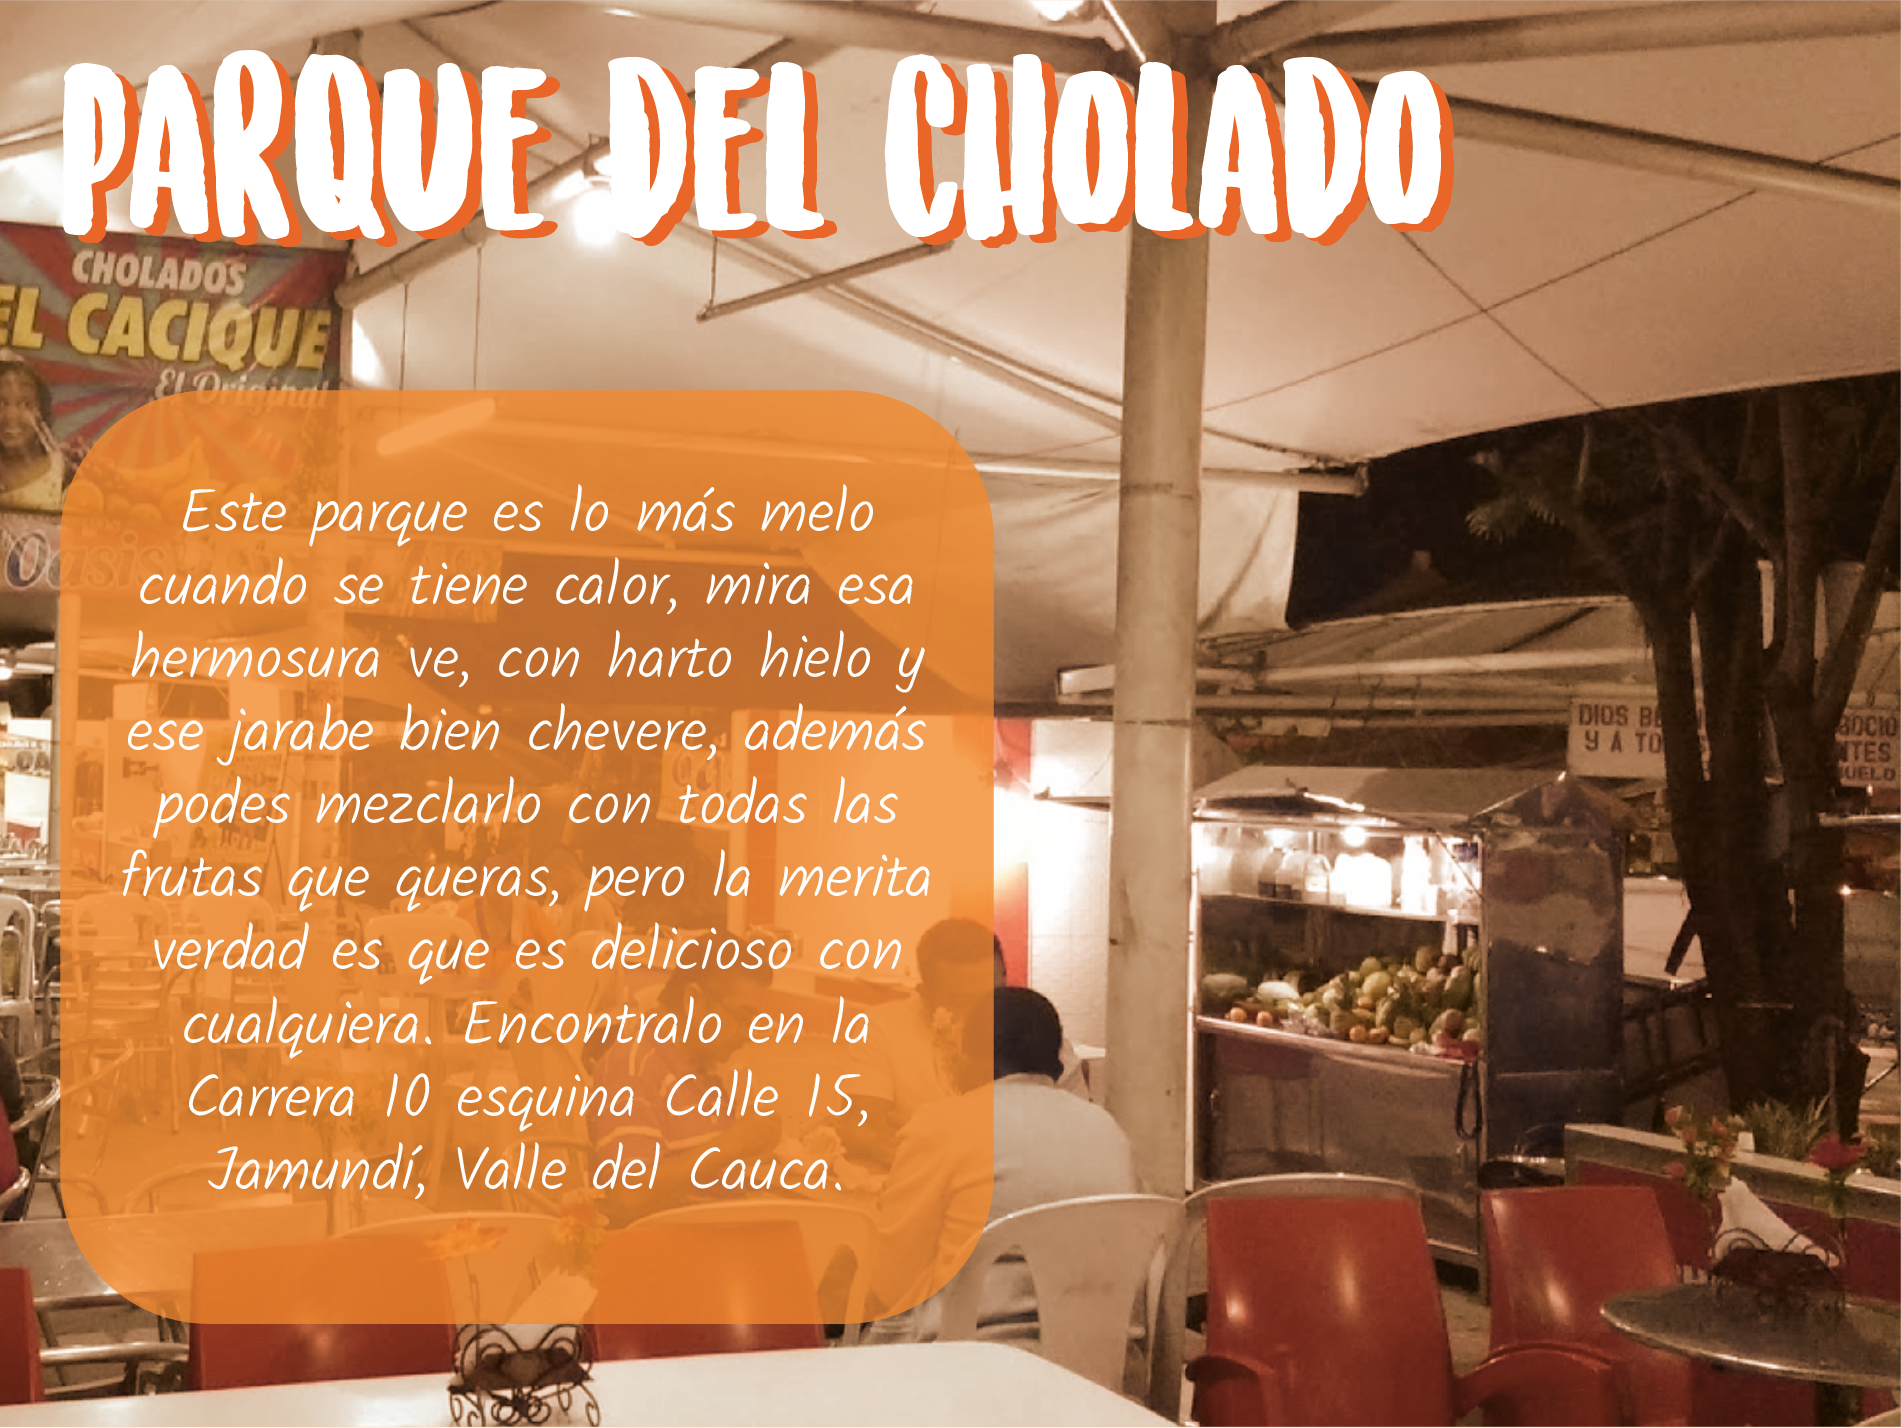 PARQUE DEL CHOLADO
CHOLADOS
EL CACIQUE
El Original
Oasis
Este parque es lo más melo
cuando se tiene calor, mira esa
hermosura ve, con harto hielo y
ese jarabe bien chevere, además
podes mezclarlo con todas las
frutas que queras, pero la merita
verdad es que es delicioso con
cualquiera. Encontralo en la
Carrera 10 esquina Calle 15,
Jamundí, Valle del Cauca.
DIOS
Y A